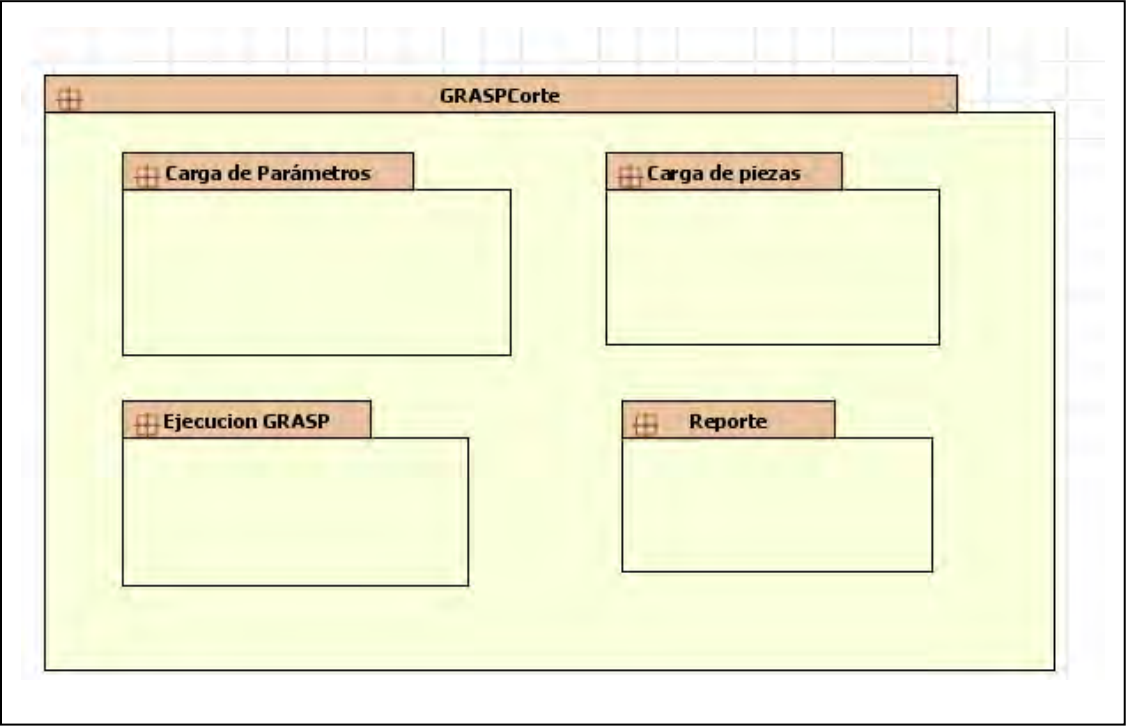 GRASPCorte
Carga de Parámetros
Carga de piezas
Ejecucion GRASP
Reporte